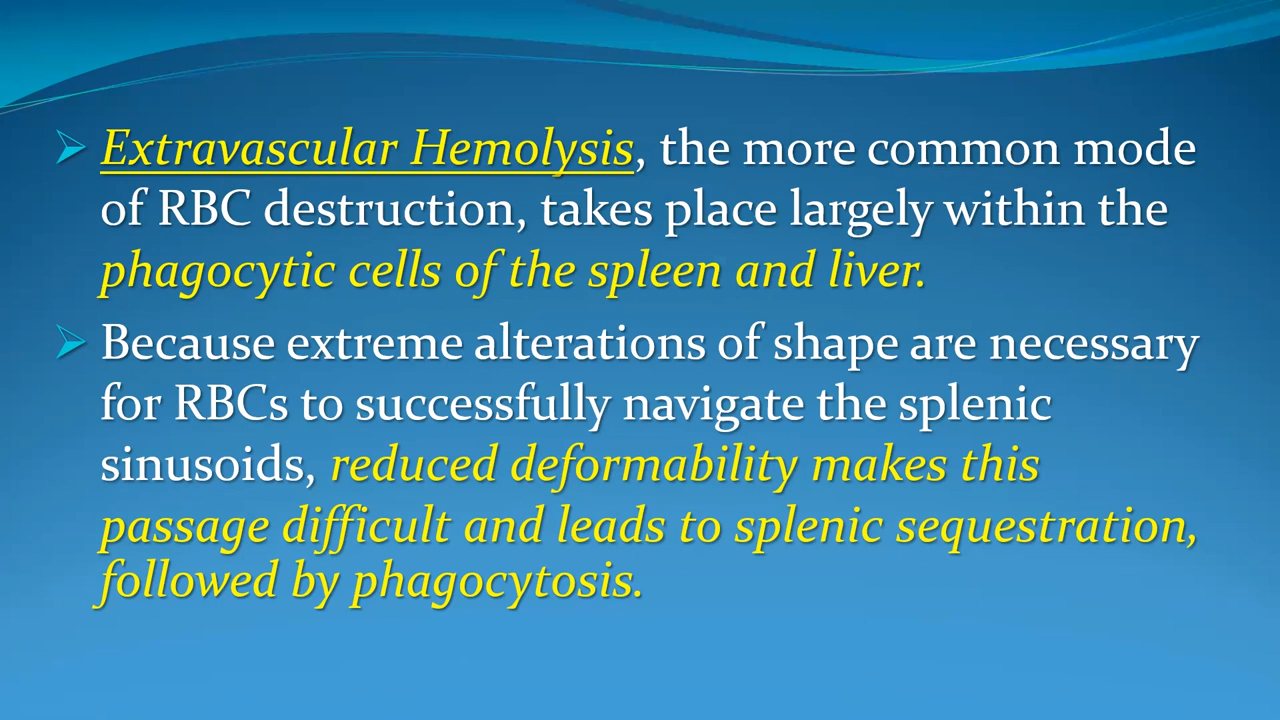 Extravascular Hemolysis, the more common mode
of RBC destruction, takes place largely within the
phagocytic cells of the spleen and liver.
Because extreme alterations of shape are necessary
for RBCs to successfully navigate the splenic
sinusoids, reduced deformability makes this
passage difficult and leads to splenic sequestration,
followed by phagocytosis.